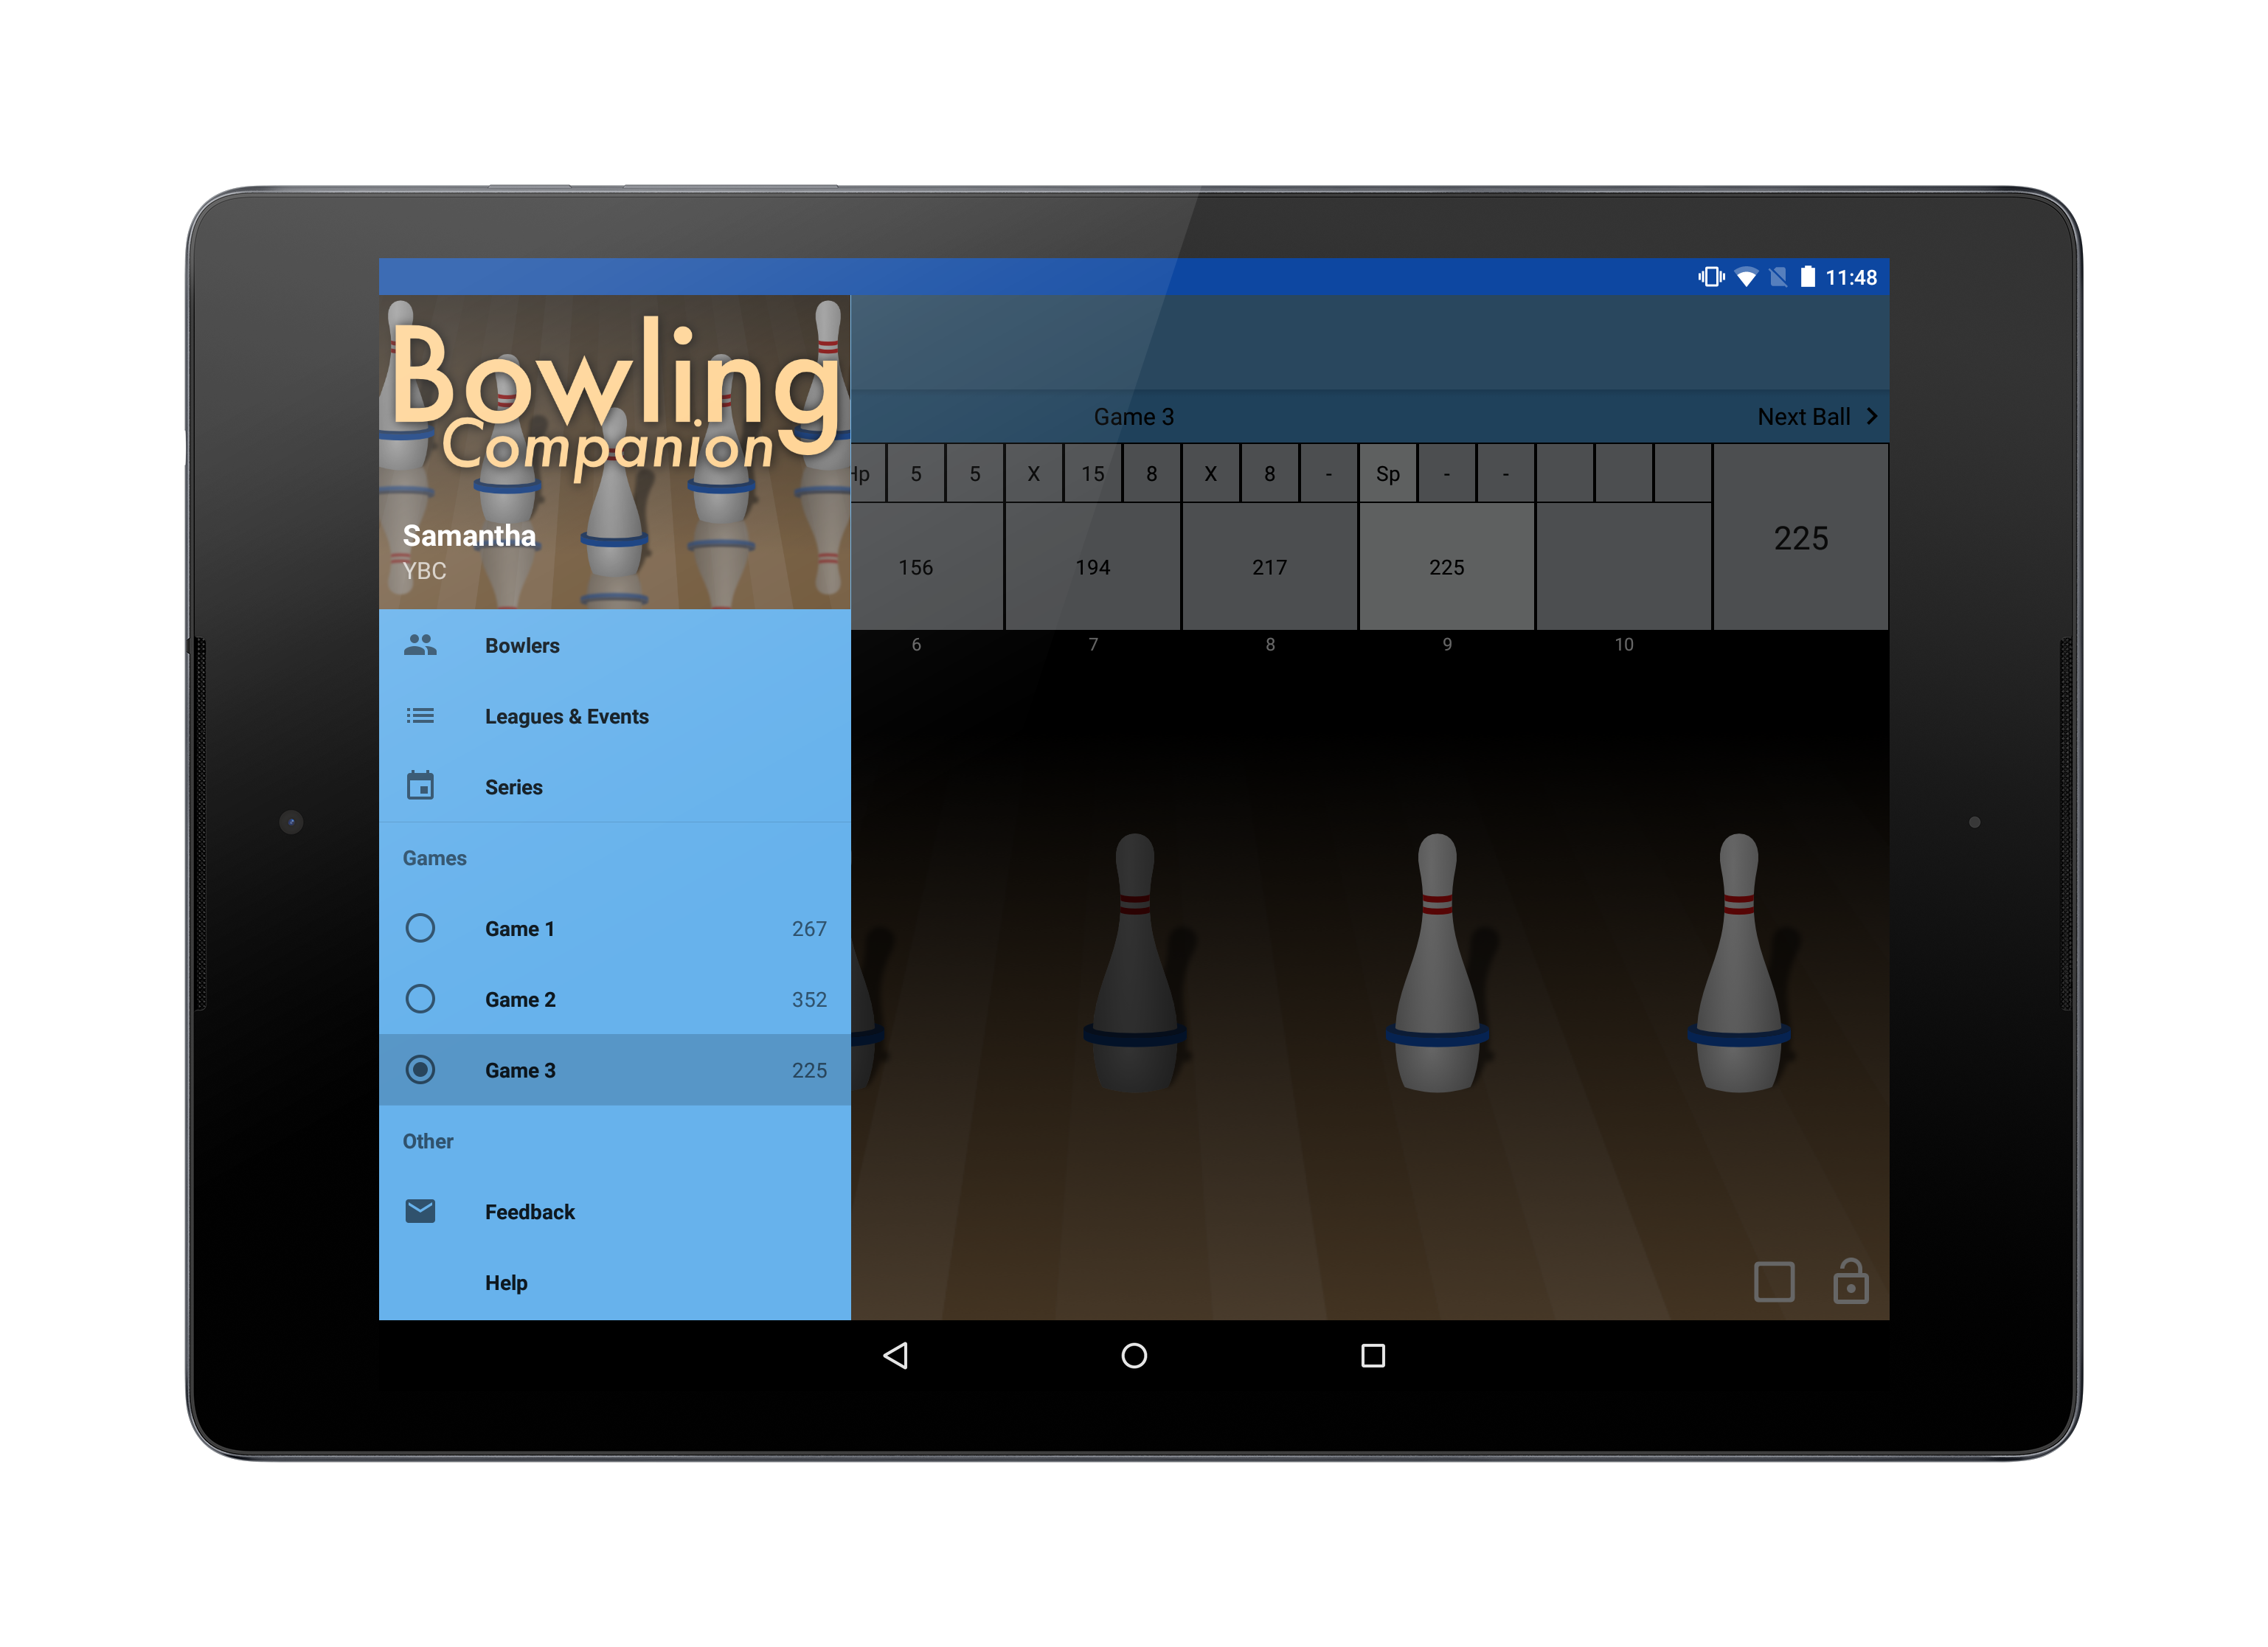 11:48
Bowling
Companion
Samantha
YBC
Bowlers
Leagues & Events
Series
Games
Game 1 267
Game 2 352
Game 3 225
Other
Feedback
Help
Game 3 Next Ball
5 5 X 15 8 X 8 - Sp - -
156 194 217 225 225
6 7 8 9 10